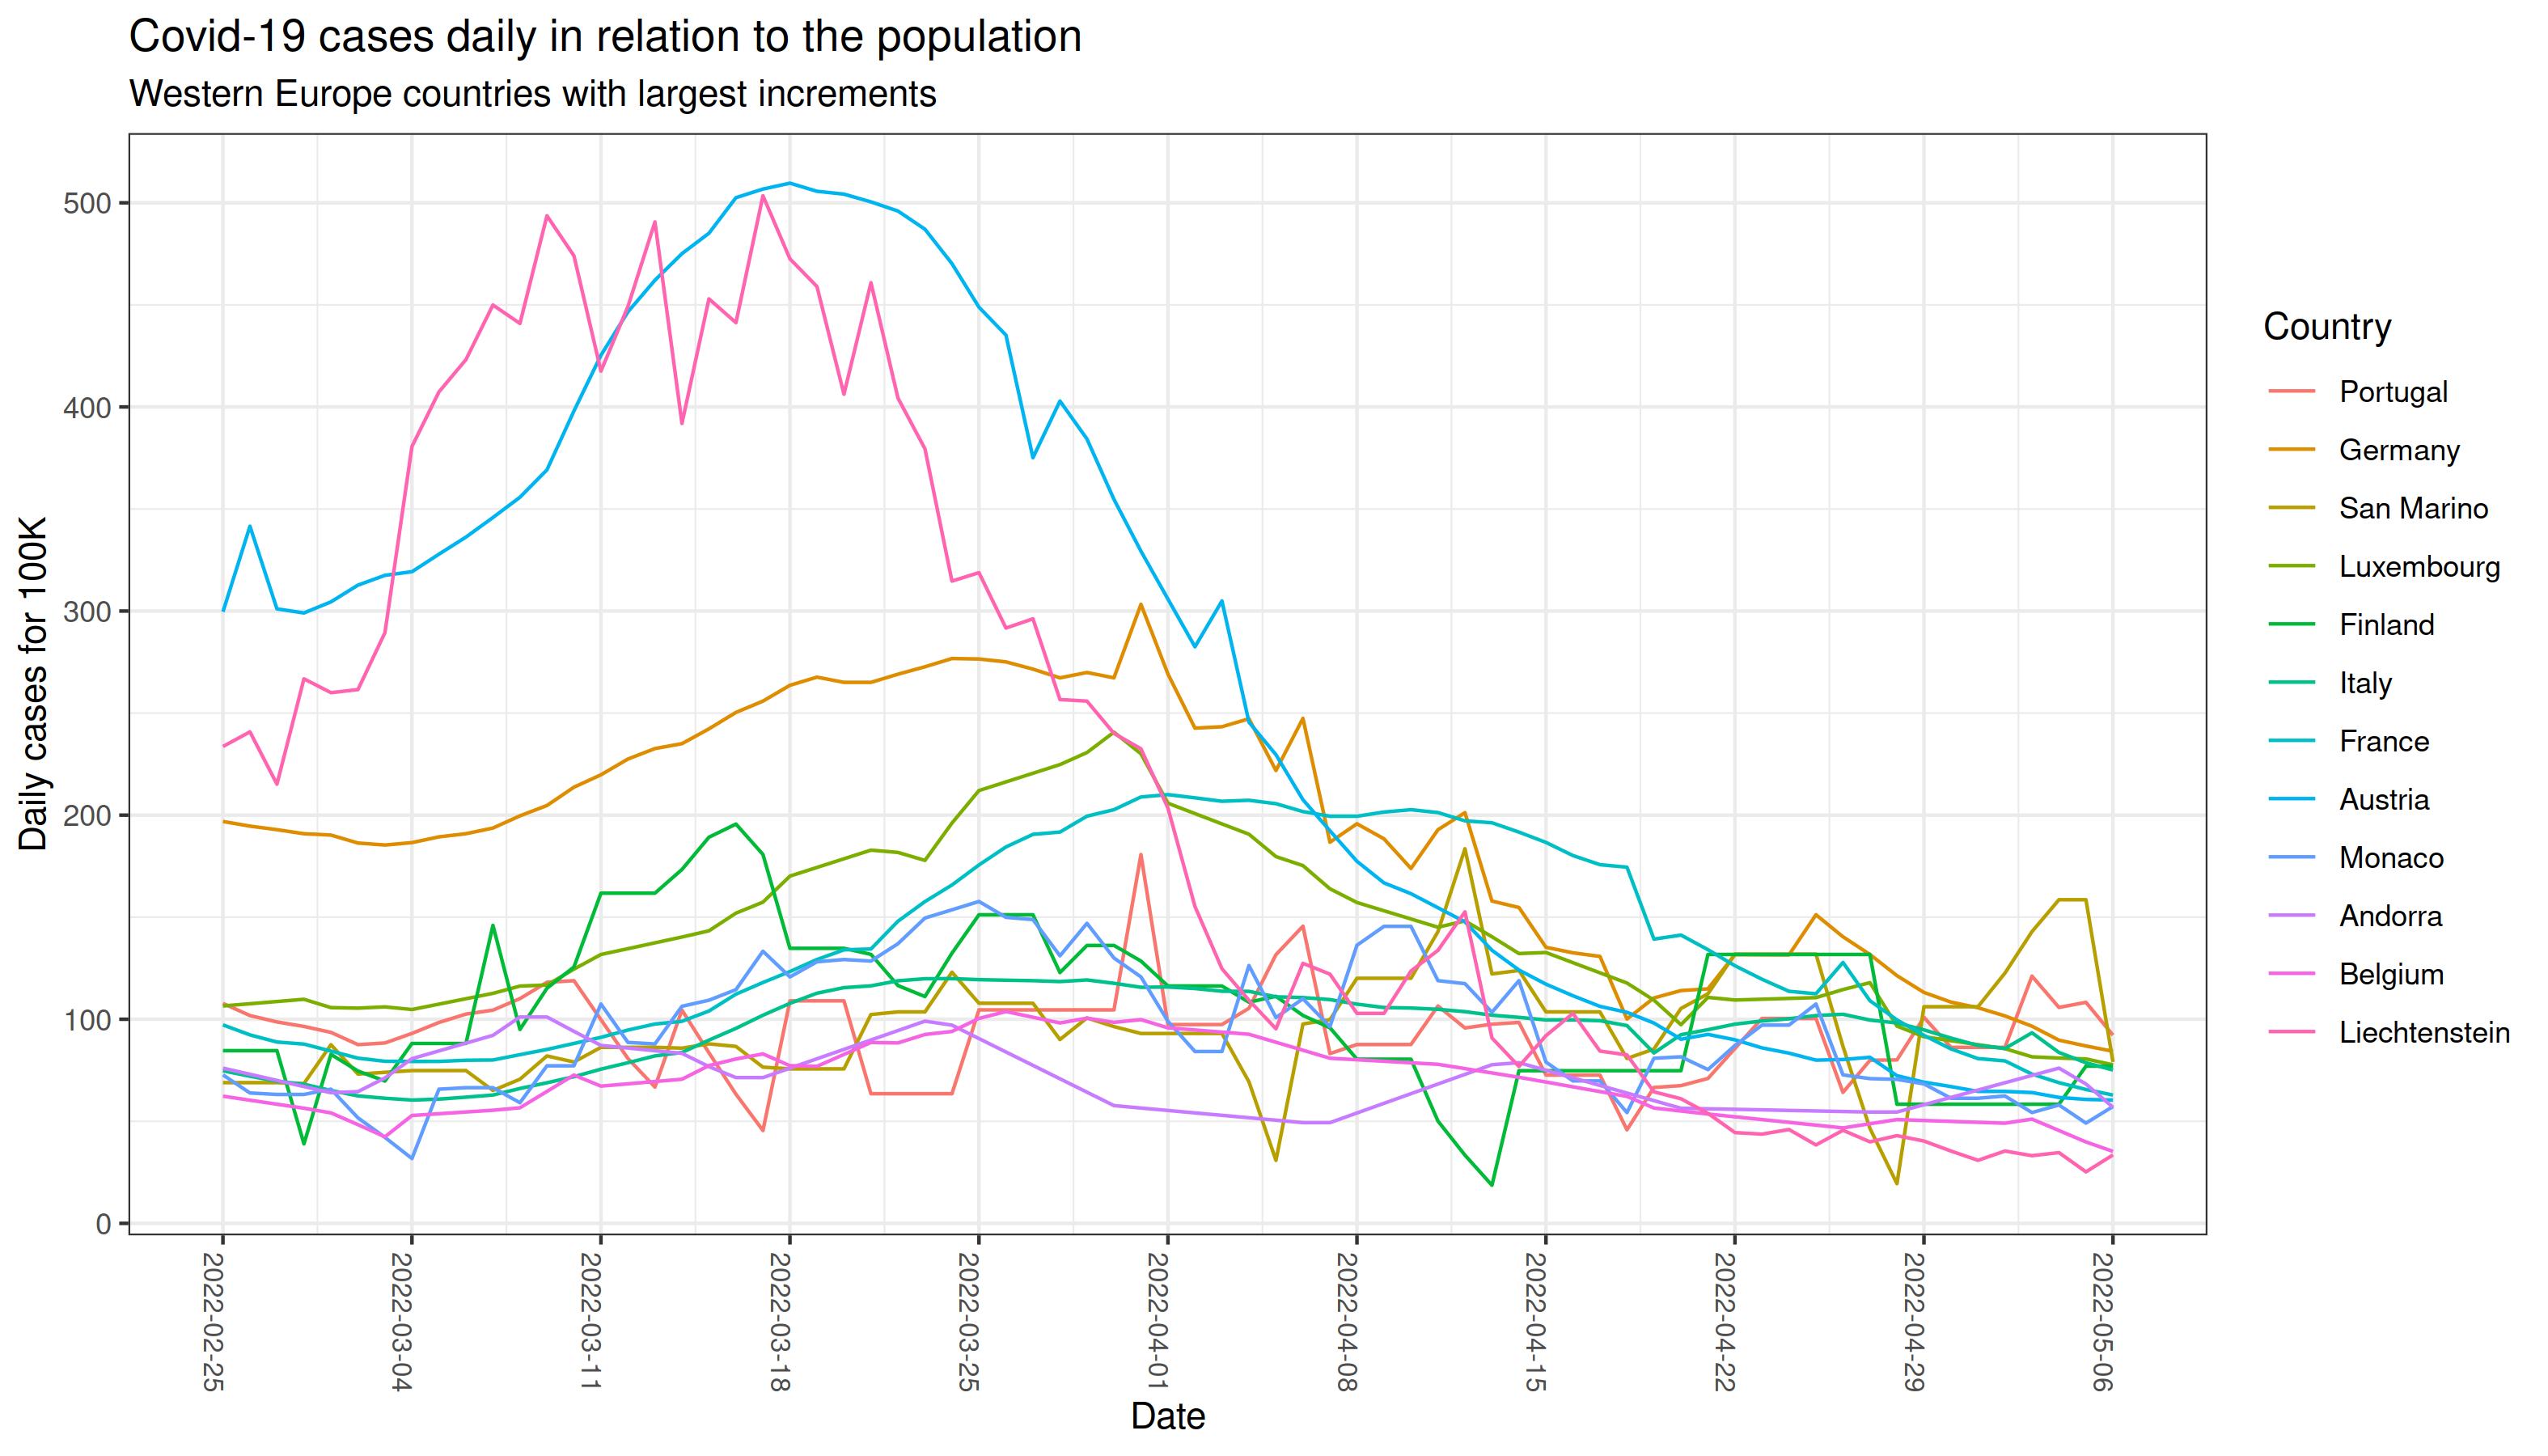 Covid-19 cases daily in relation to the population
Western Europe countries with largest increments
Daily cases for 100K
500
400
300
200
100
0
2022-02-25
2022-03-04
2022-03-11
2022-03-18
2022-03-25
2022-04-01
2022-04-08
2022-04-15
2022-04-22
2022-04-29
2022-05-06
Date
Country
Portugal
Germany
San Marino
Luxembourg
Finland
Italy
France
Austria
Monaco
Andorra
Belgium
Liechtenstein